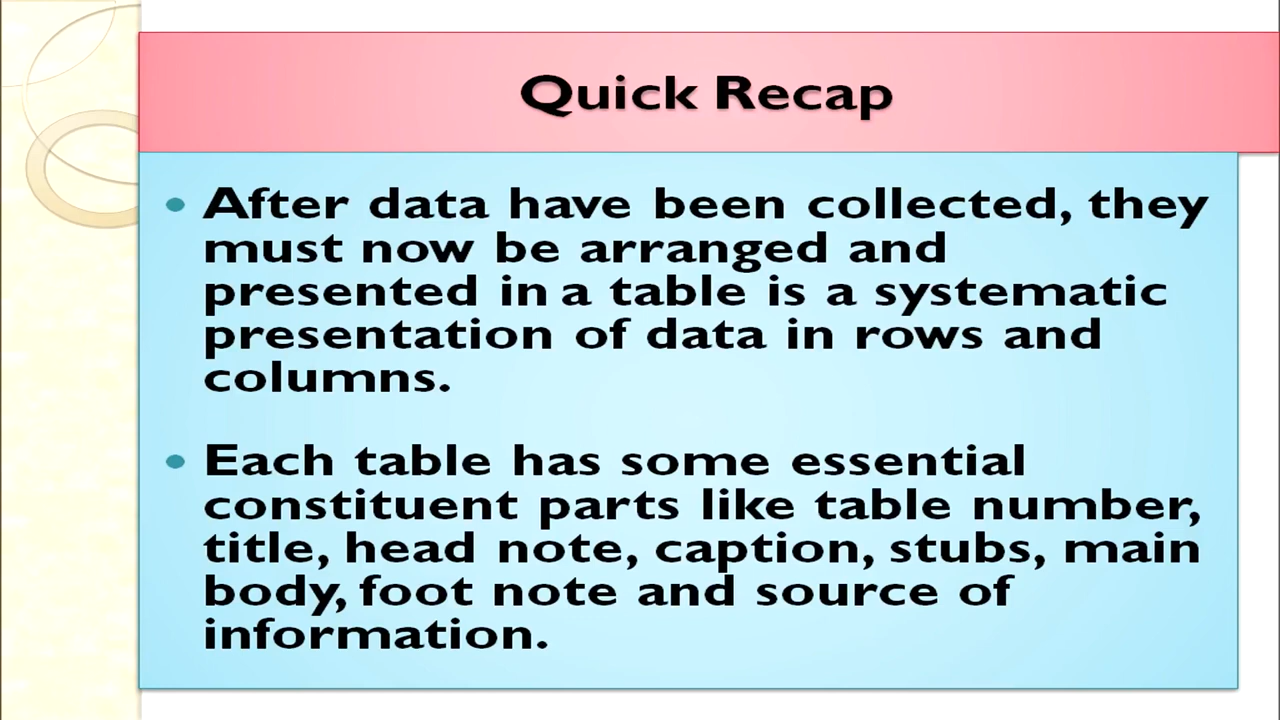 Quick Recap
• After data have been collected, they
must now be arranged and
presented in a table is a systematic
presentation of data in rows and
columns.
• Each table has some essential
constituent parts like table number,
title, head note, caption, stubs, main
body, foot note and source of
information.